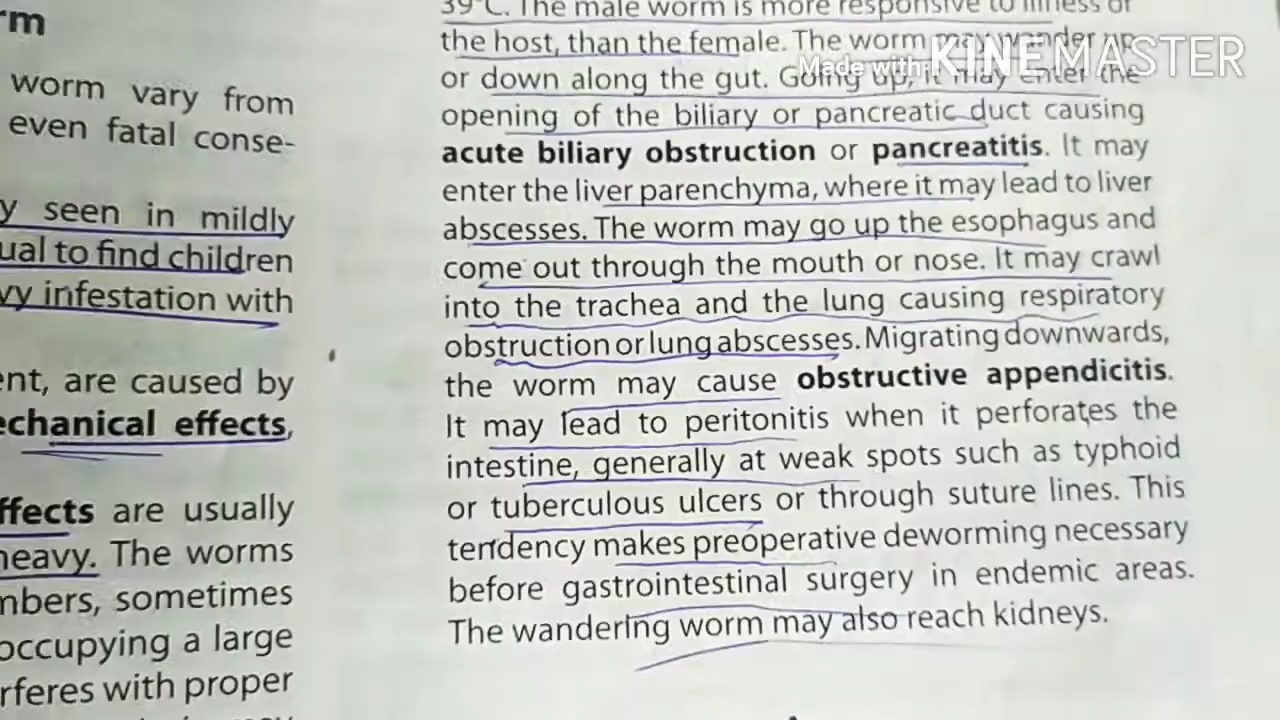 rm
worm vary from
even fatal conse-
y seen in mildly
ual to find children
vy infestation with
ent, are caused by
echanical effects,
ffects are usually
heavy. The worms
mbers, sometimes
occupying a large
rferes with proper
39°C. The male worm is more responsive to illness of
the host, than the female. The worm may wander up
or down along the gut. Going up, it may enter the
opening of the biliary or pancreatic duct causing
acute biliary obstruction or pancreatitis. It may
enter the liver parenchyma, where it may lead to liver
abscesses. The worm may go up the esophagus and
come out through the mouth or nose. It may crawl
into the trachea and the lung causing respiratory
obstruction or lung abscesses. Migrating downwards,
the worm may cause obstructive appendicitis.
It may lead to peritonitis when it perforates the
intestine, generally at weak spots such as typhoid
or tuberculous ulcers or through suture lines. This
tendency makes preoperative deworming necessary
before gastrointestinal surgery in endemic areas.
The wandering worm may also reach kidneys.
Made with KINEMASTER